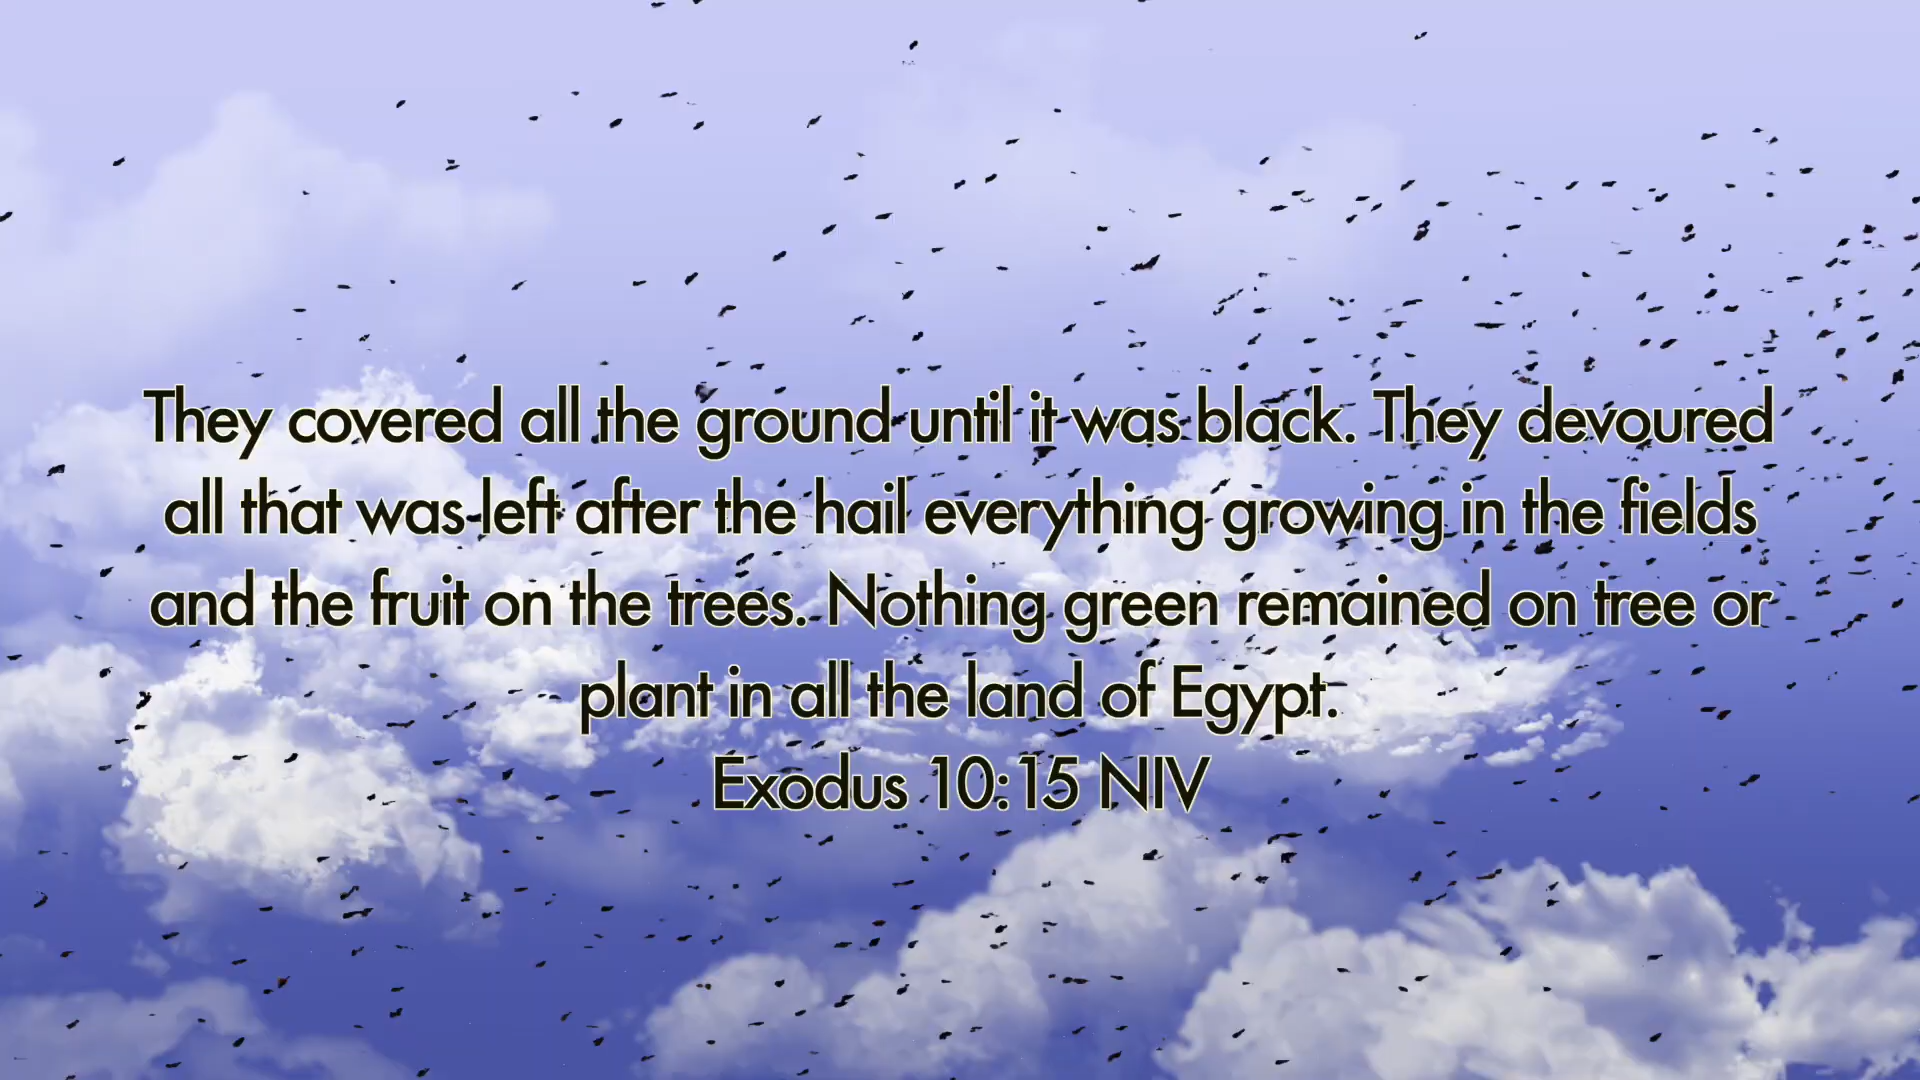 They covered all the ground until it was black. They devoured
all that was left after the hail everything growing in the fields
and the fruit on the trees. Nothing green remained on tree or
plant in all the land of Egypt.
Exodus 10:15 NIV